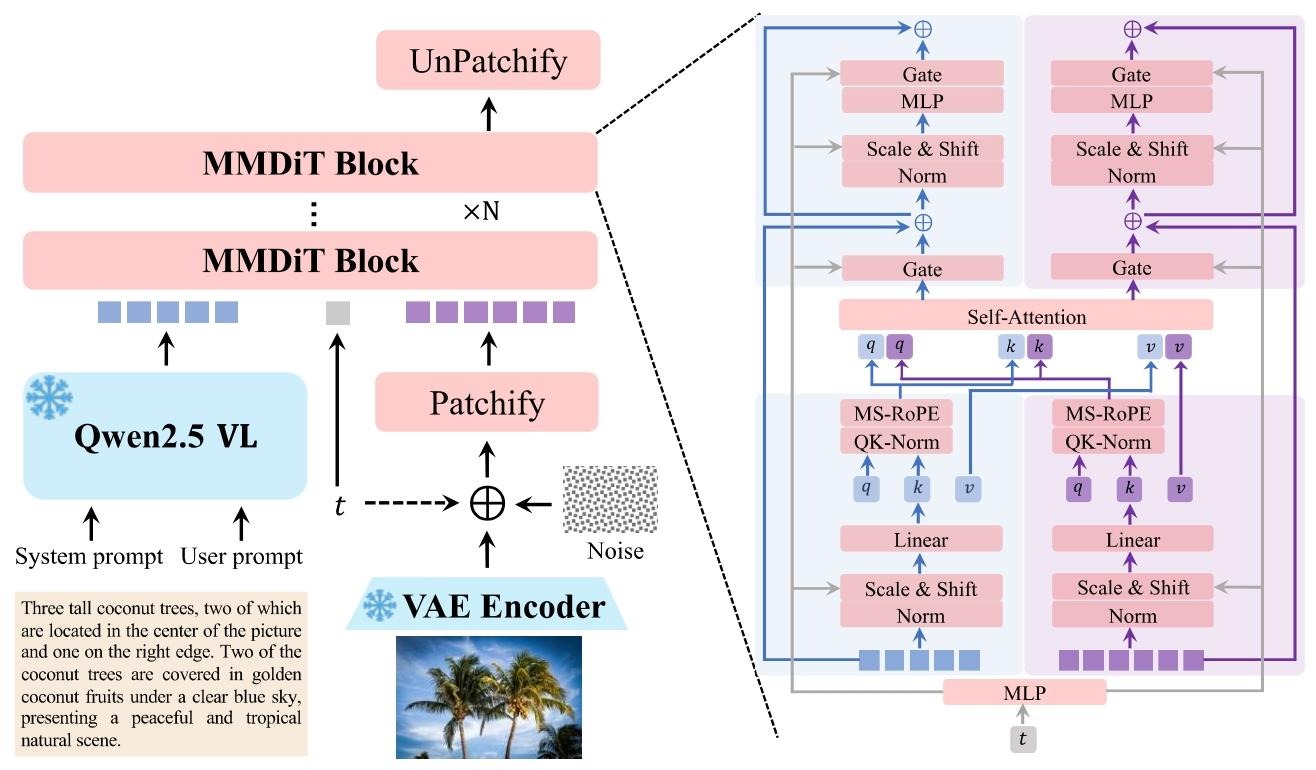 UnPatchify
MMDiT Block
⋮
×N
MMDiT Block
Qwen2.5 VL
Patchify
t
Noise
System prompt
User prompt
VAE Encoder
Three tall coconut trees, two of which
are located in the center of the picture
and one on the right edge. Two of the
coconut trees are covered in golden
coconut fruits under a clear blue sky,
presenting a peaceful and tropical
natural scene.
Gate
MLP
Scale & Shift
Norm
Gate
Gate
MLP
Scale & Shift
Norm
Gate
Self-Attention
q q k k v v
MS-RoPE
QK-Norm
q k v
Linear
Scale & Shift
Norm
MS-RoPE
QK-Norm
q k v
Linear
Scale & Shift
Norm
MLP
t